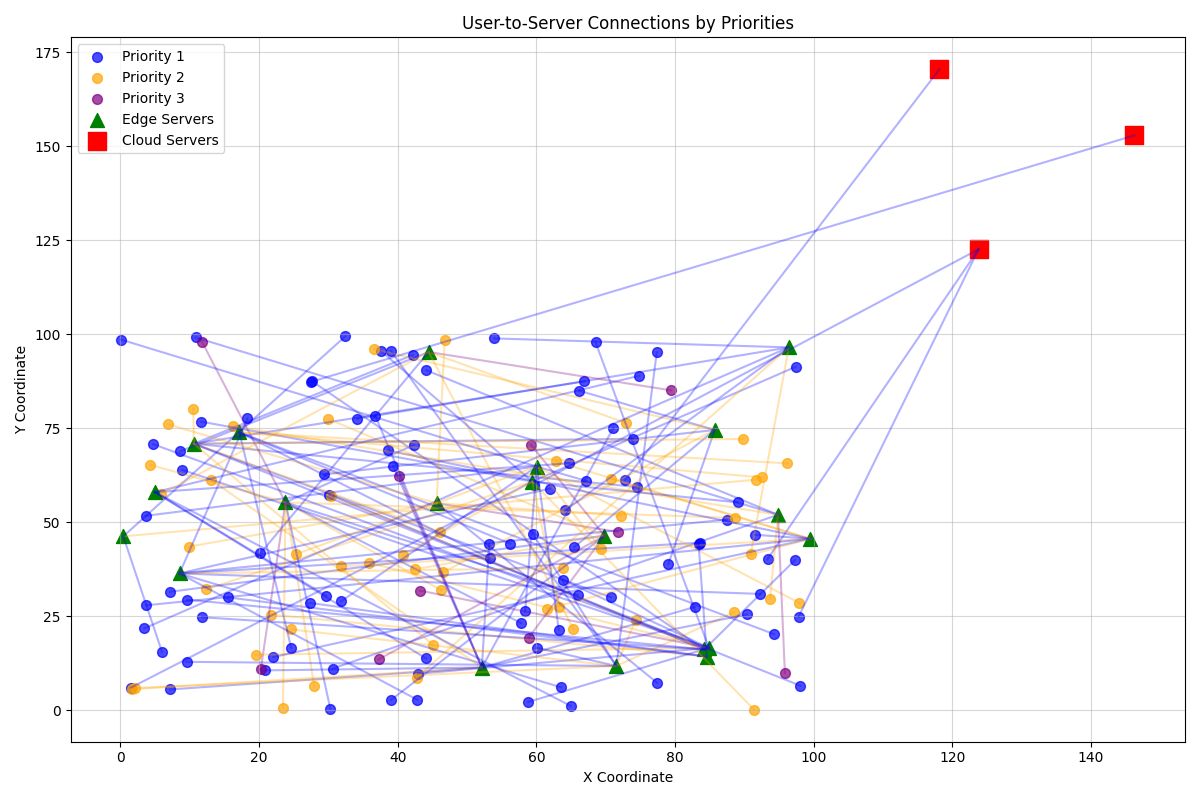 User-to-Server Connections by Priorities
Priority 1
Priority 2
Priority 3
Edge Servers
Cloud Servers
175
150
125
100
75
50
25
0
Y Coordinate
0 20 40 60 80 100 120 140
X Coordinate